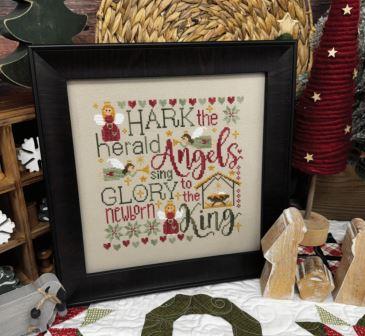 HARK the
herald Angels
sing
GLORY to
newborn the
King